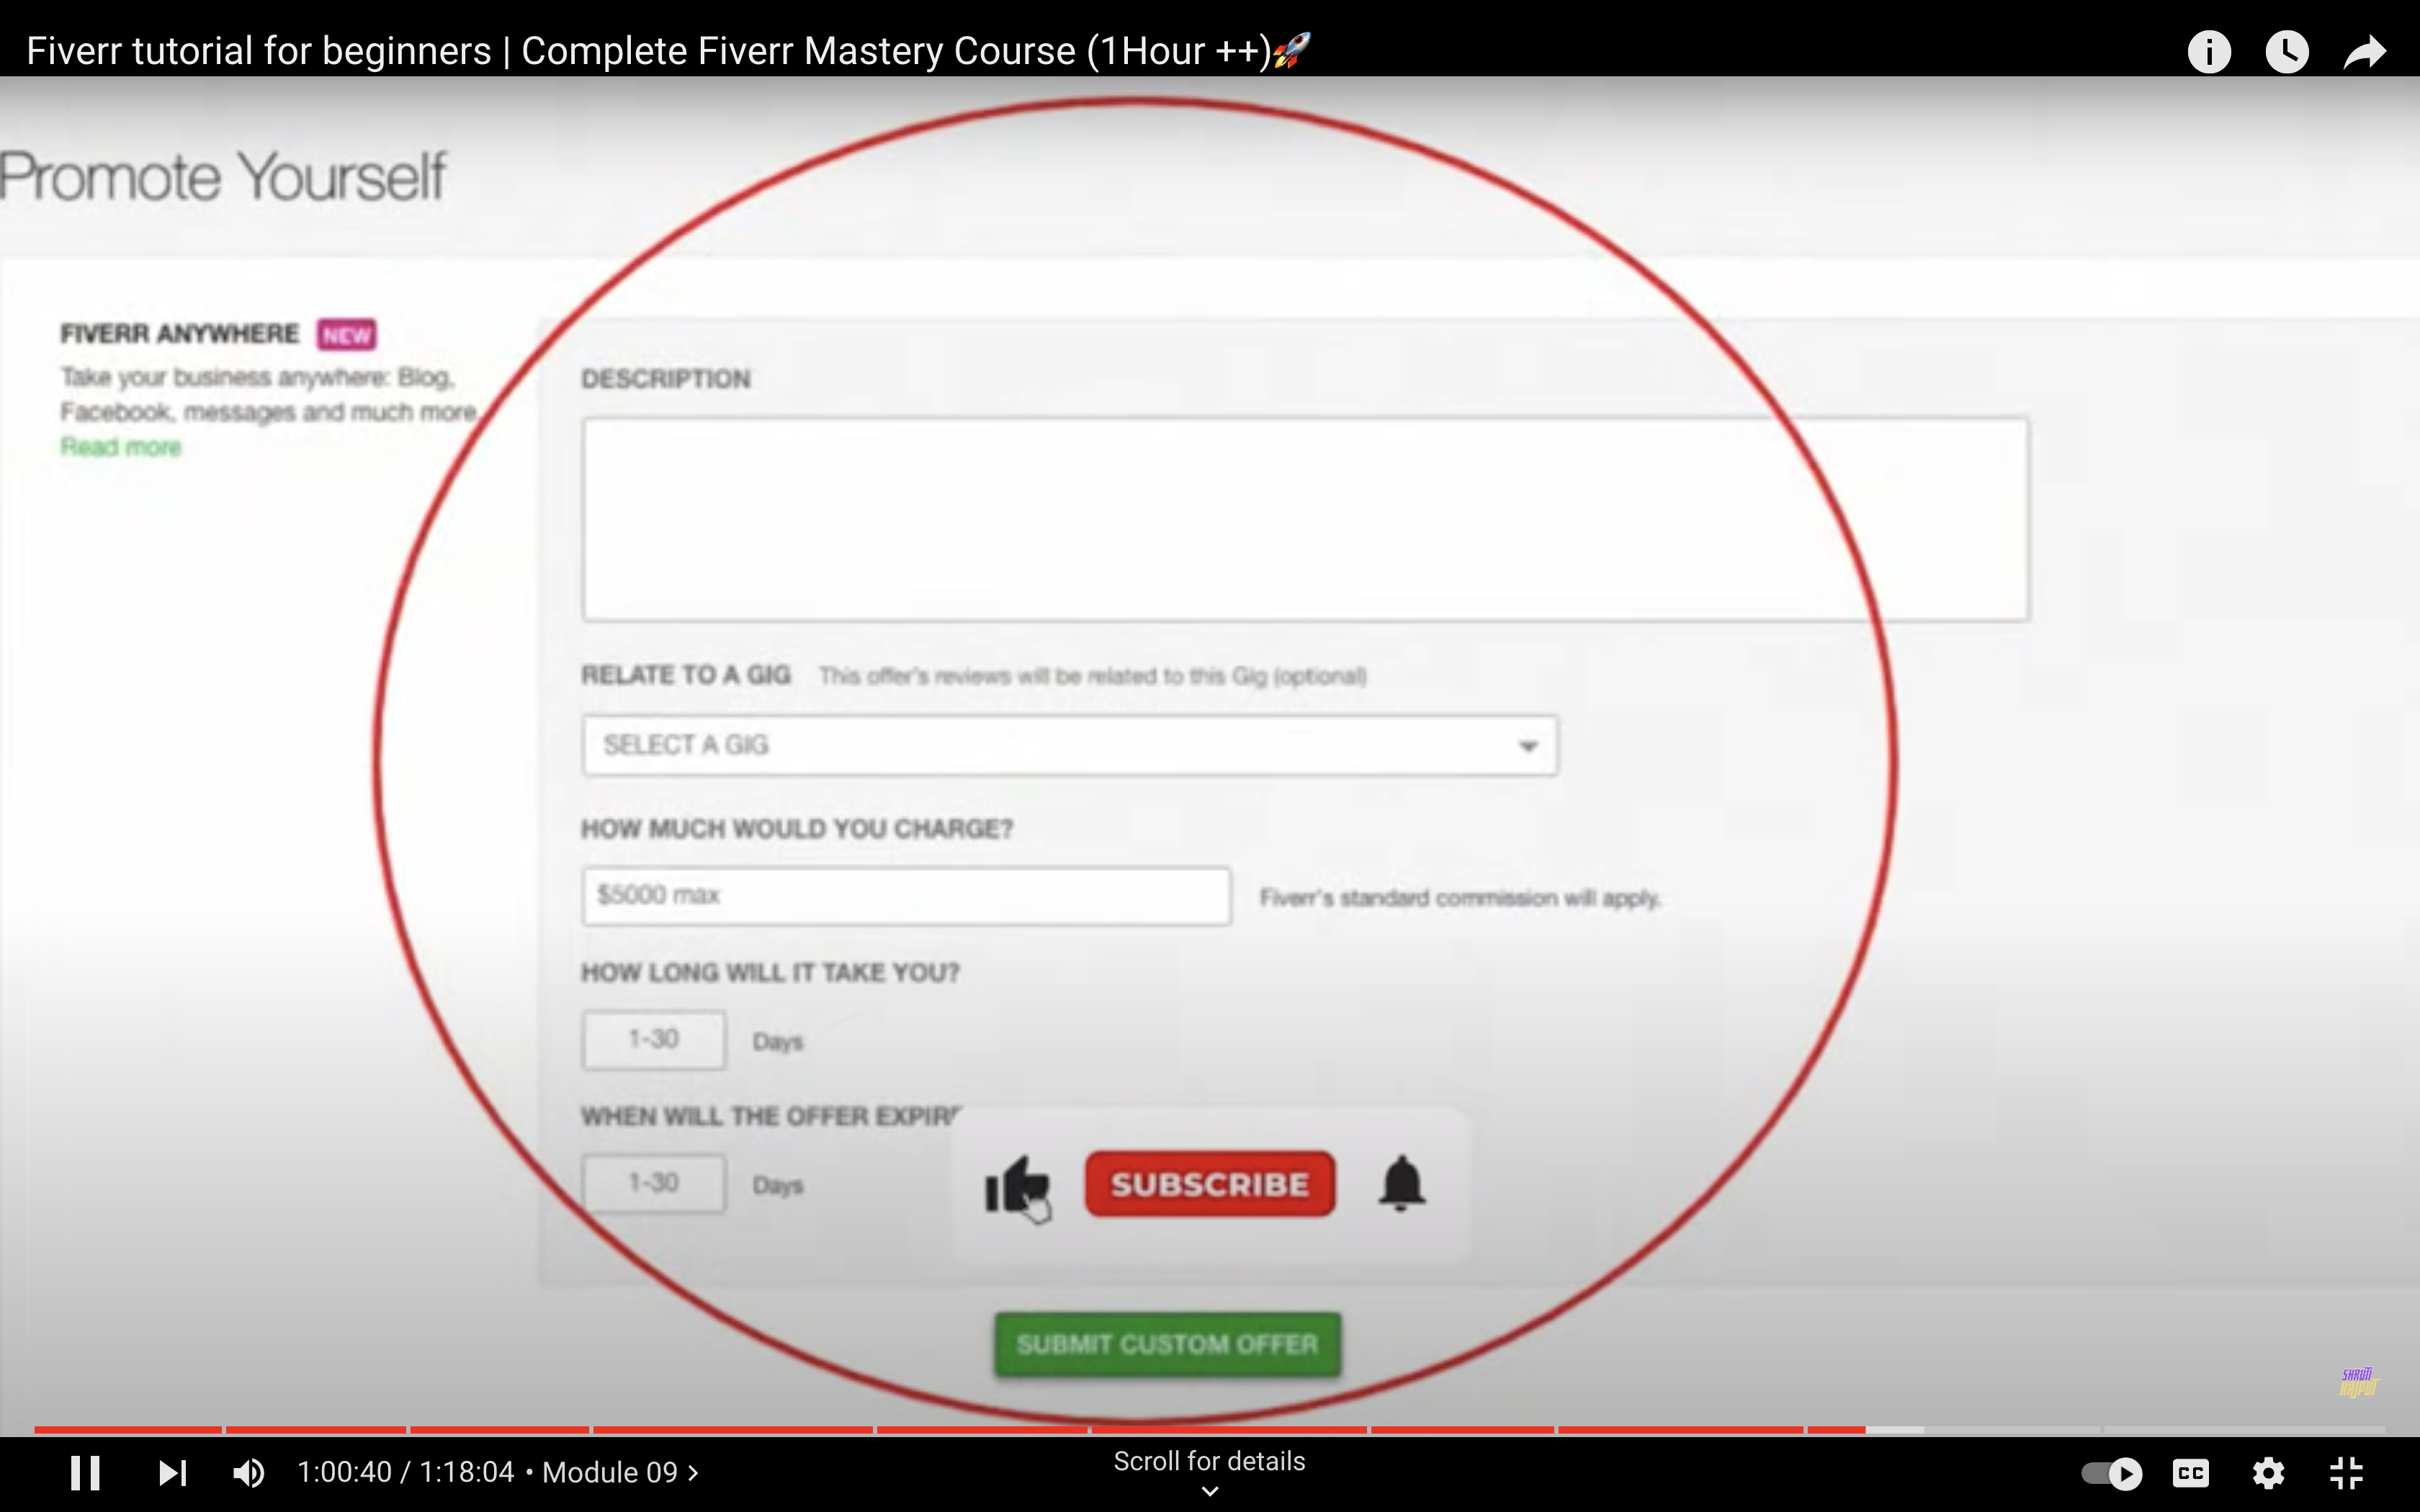 Fiverr tutorial for beginners | Complete Fiverr Mastery Course (1Hour ++)🚀
Promote Yourself
FIVERR ANYWHERE NEW
Take your business anywhere: Blog,
Facebook, messages and much more.
Read more
DESCRIPTION
RELATE TO A GIG This offer's reviews will be related to this Gig (optional)
SELECT A GIG
HOW MUCH WOULD YOU CHARGE?
$5000 max Fiverr's standard commission will apply.
HOW LONG WILL IT TAKE YOU?
1-30 Days
WHEN WILL THE OFFER EXPIRE
1-30 Days
SUBSCRIBE
SUBMIT CUSTOM OFFER
SHRUTI
RAJPUT
1:00:40 / 1:18:04 • Module 09 >
Scroll for details
CC